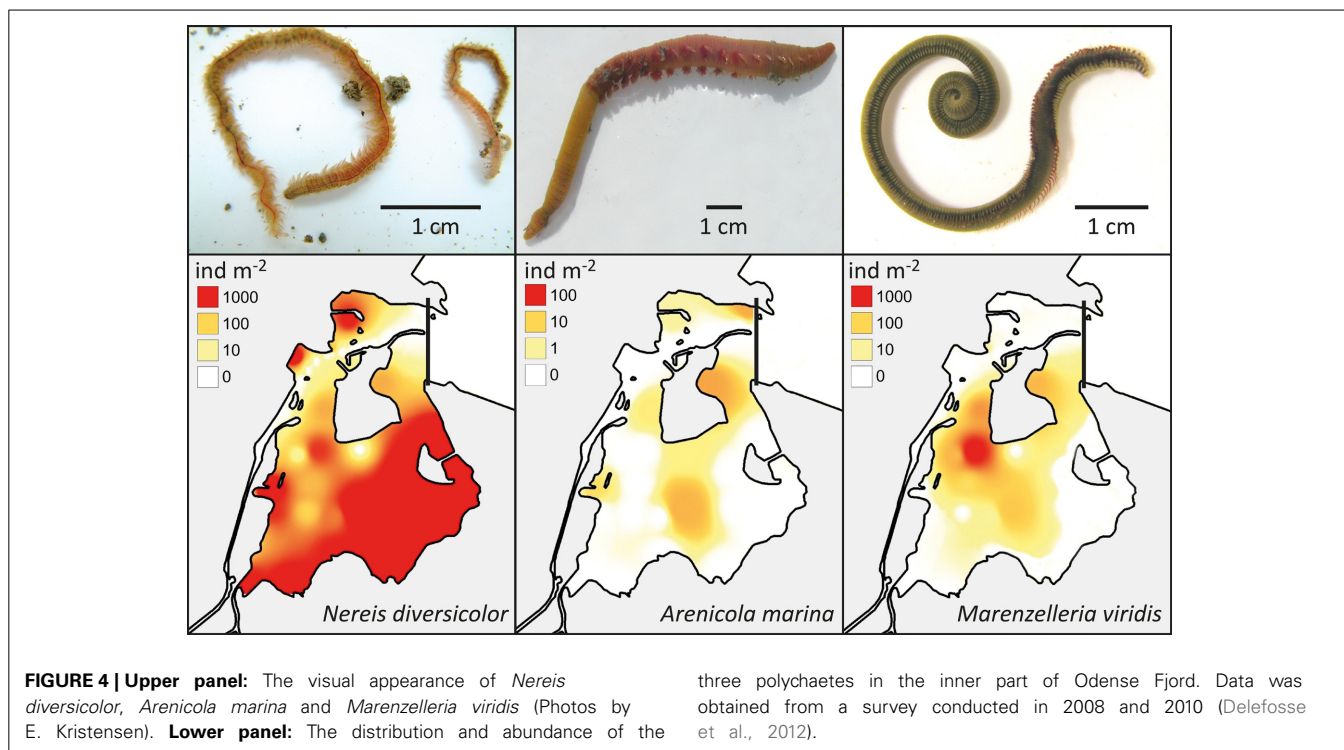 1 cm
1 cm
1 cm
ind m-2
1000
100
10
0
Nereis diversicolor
ind m-2
100
10
1
0
Arenicola marina
ind m-2
1000
100
10
0
Marenzelleria viridis
FIGURE 4 | Upper panel: The visual appearance of Nereis
diversicolor, Arenicola marina and Marenzelleria viridis (Photos by
E. Kristensen). Lower panel: The distribution and abundance of the
three polychaetes in the inner part of Odense Fjord. Data was
obtained from a survey conducted in 2008 and 2010 (Delefosse
et al., 2012).